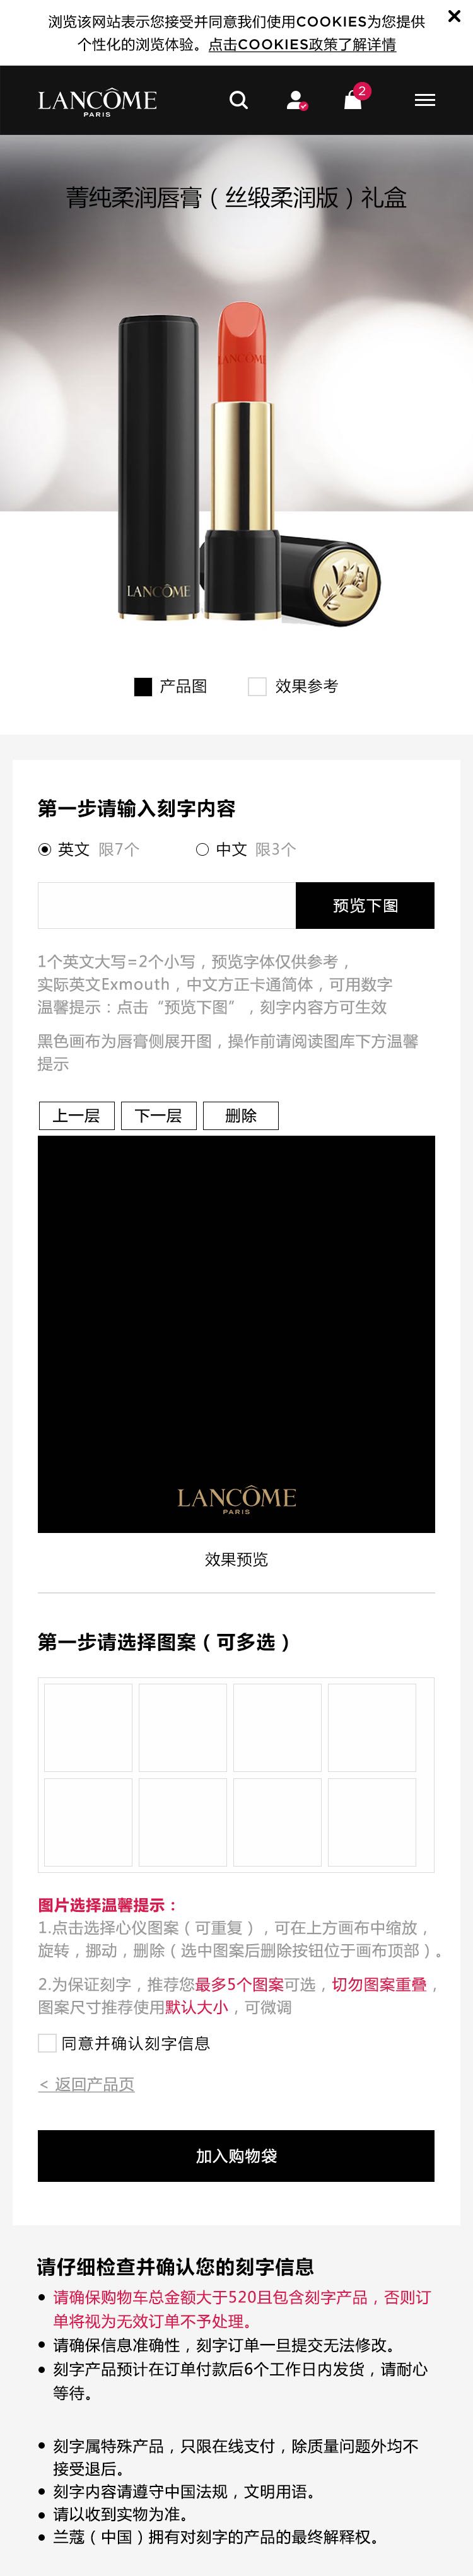 浏览该网站表示您接受并同意我们使用COOKIES为您提供
个性化的浏览体验。点击COOKIES政策了解详情
LANCÔME
PARIS
2
菁纯柔润唇膏（丝缎柔润版）礼盒
LANCÔME
LANCÔME
产品图 效果参考
第一步请输入刻字内容
英文 限7个 中文 限3个
预览下图
1个英文大写=2个小写，预览字体仅供参考，
实际英文Exmouth，中文方正卡通简体，可用数字
温馨提示：点击“预览下图”，刻字内容方可生效
黑色画布为唇膏侧展开图，操作前请阅读图库下方温馨
提示
上一层 下一层 删除
LANCÔME
PARIS
效果预览
第一步请选择图案（可多选）
图片选择温馨提示：
1.点击选择心仪图案（可重复），可在上方画布中缩放，
旋转，挪动，删除（选中图案后删除按钮位于画布顶部）。
2.为保证刻字，推荐您最多5个图案可选，切勿图案重叠，
图案尺寸推荐使用默认大小，可微调
同意并确认刻字信息
< 返回产品页
加入购物袋
请仔细检查并确认您的刻字信息
● 请确保购物车总金额大于520且包含刻字产品，否则订
单将视为无效订单不予处理。
● 请确保信息准确性，刻字订单一旦提交无法修改。
● 刻字产品预计在订单付款后6个工作日内发货，请耐心
等待。
● 刻字属特殊产品，只限在线支付，除质量问题外均不
接受退后。
● 刻字内容请遵守中国法规，文明用语。
● 请以收到实物为准。
● 兰蔻（中国）拥有对刻字的产品的最终解释权。